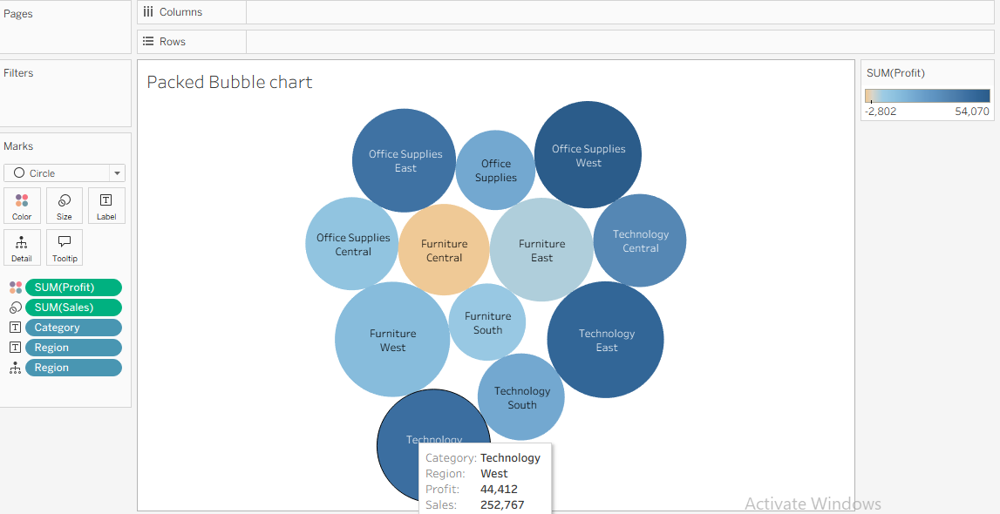 Pages
Columns
Rows
Filters
Packed Bubble chart
SUM(Profit)
-2,802
54,070
Marks
Circle
Color
Size
Label
Detail
Tooltip
SUM(Profit)
SUM(Sales)
Category
Region
Region
Office Supplies
East
Office
Supplies
Office Supplies
West
Office Supplies
Central
Furniture
Central
Furniture
East
Technology
Central
Furniture
West
Furniture
South
Technology
East
Technology
South
Technology
Category: Technology
Region: West
Profit: 44,412
Sales: 252,767
Activate Windows